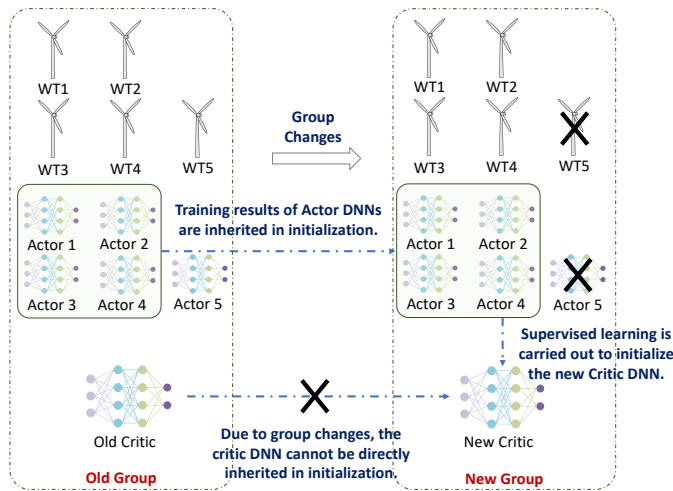 WT1 WT2
WT3 WT4 WT5
Actor 1 Actor 2
Actor 3 Actor 4 Actor 5
Old Critic
Old Group
Group
Changes
Training results of Actor DNNs
are inherited in initialization.
Due to group changes, the
critic DNN cannot be directly
inherited in initialization.
WT1 WT2
WT3 WT4 WT5
Actor 1 Actor 2
Actor 3 Actor 4 Actor 5
Supervised learning is
carried out to initialize
the new Critic DNN.
New Critic
New Group